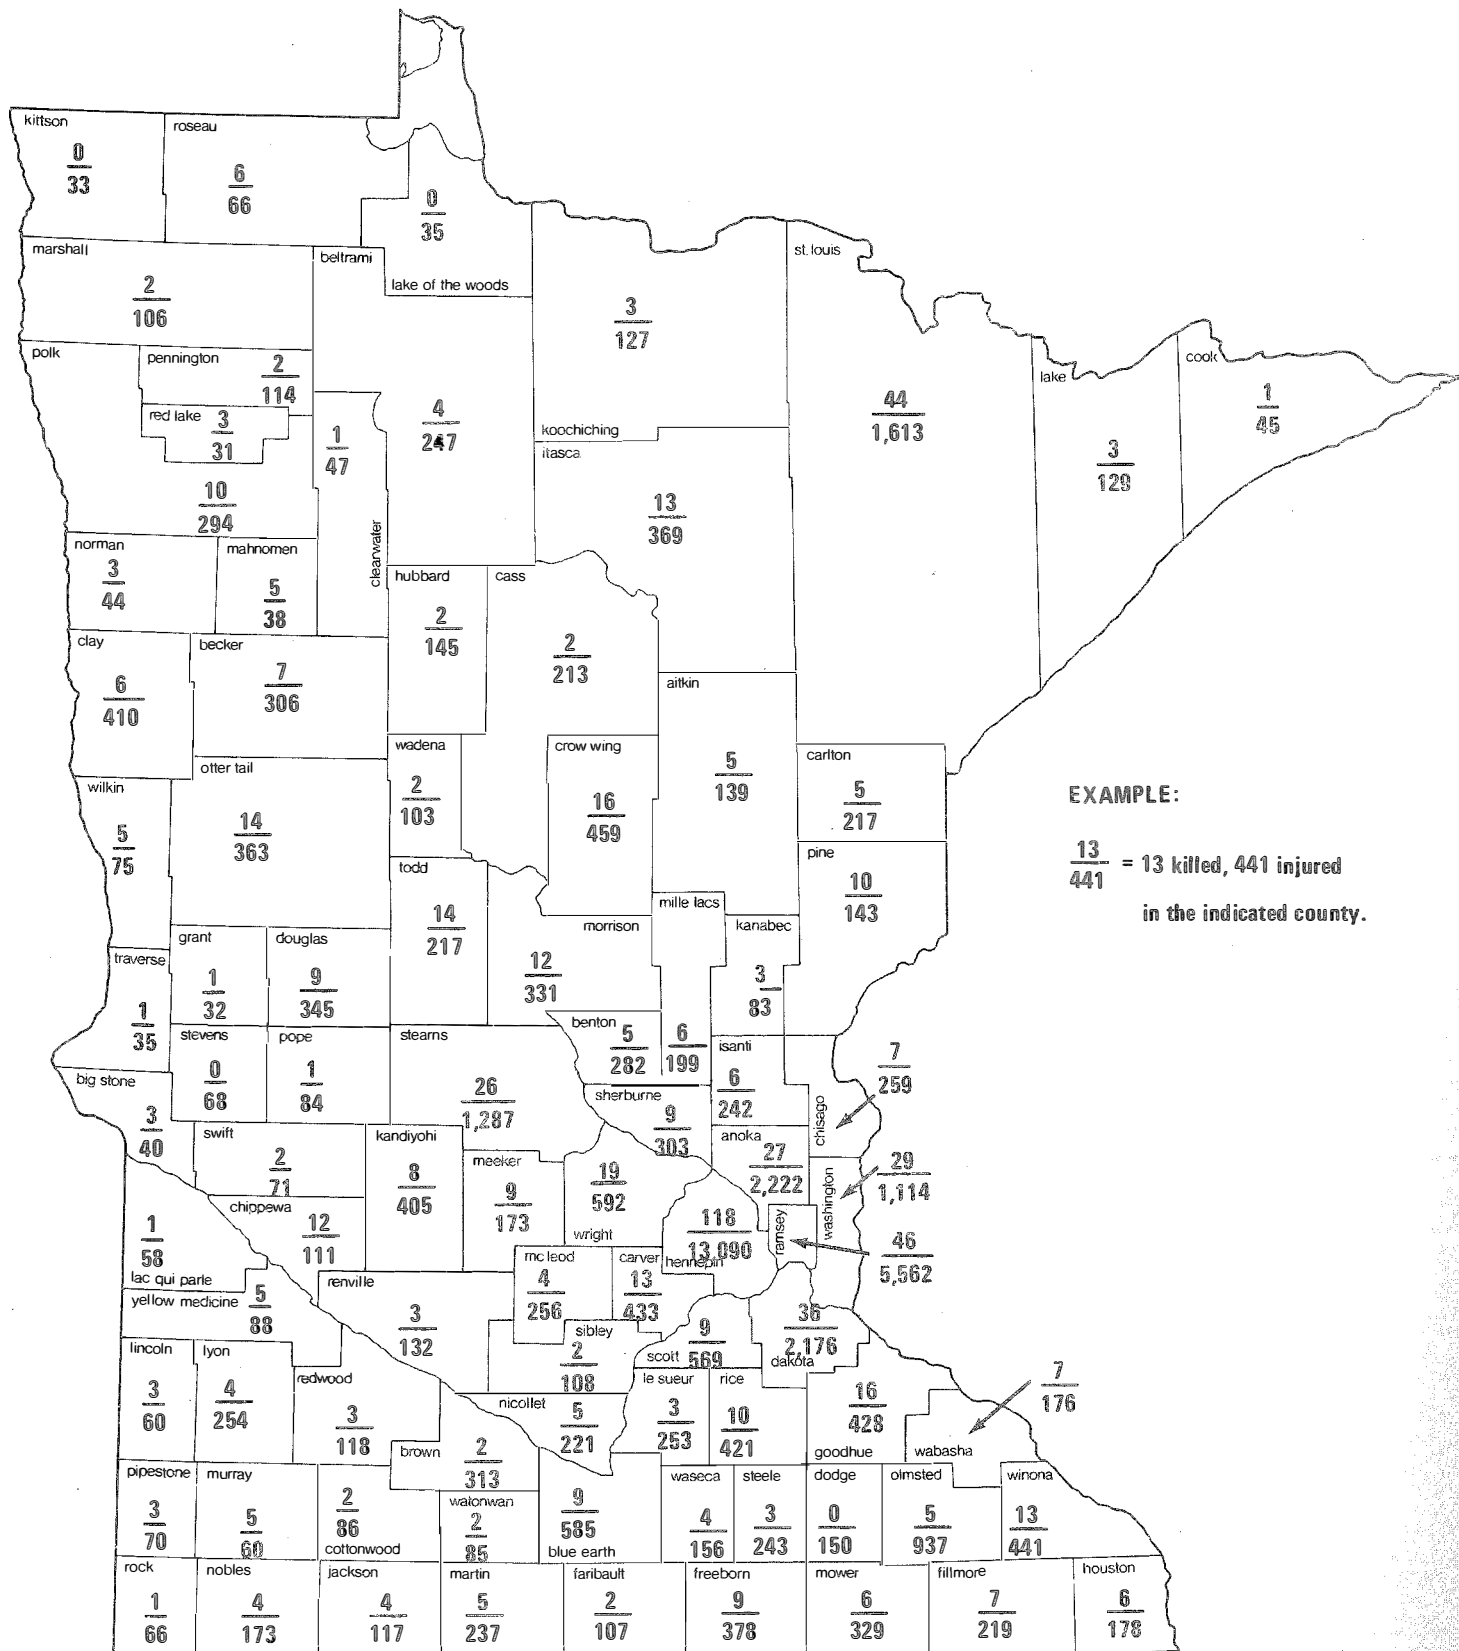 kittson
0
33
roseau
6
66
0
35
lake of the woods
marshall
2
106
beltrami
4
247
3
127
koochiching
st. louis
44
1,613
lake
3
129
cook
1
45
polk
10
294
pennington
2
114
red lake
3
31
1
47
clearwater
itasca
13
369
norman
3
44
mahnomen
5
38
hubbard
2
145
cass
2
213
clay
6
410
becker
7
306
aitkin
5
139
wadena
2
103
crow wing
16
459
carlton
5
217
wilkin
5
75
otter tail
14
363
EXAMPLE:
13
441
= 13 killed, 441 injured
in the indicated county.
todd
14
217
pine
10
143
mille lacs
6
199
morrison
12
331
kanabec
3
83
grant
1
32
douglas
9
345
traverse
1
35
benton
5
282
stevens
0
68
pope
1
84
stearns
26
1,287
isanti
6
242
7
259
chisago
big stone
3
40
sherburne
9
303
swift
2
71
kandiyohi
8
405
meeker
9
173
19
592
wright
anoka
27
2,222
29
1,114
washington
chippewa
12
111
1
58
lac qui parle
118
13,090
hennepin
ramsey
46
5,562
mc leod
4
256
carver
13
433
renville
3
132
yellow medicine
5
88
sibley
2
108
9
scott 569
36
2,176
dakota
lincoln
3
60
lyon
4
254
redwood
3
118
nicollet
5
221
le sueur
3
253
rice
10
421
16
428
goodhue
7
176
wabasha
brown
2
313
pipestone
3
70
murray
5
60
2
86
cottonwood
watonwan
2
85
9
585
blue earth
waseca
4
156
steele
3
243
dodge
0
150
olmsted
5
937
winona
13
441
rock
1
66
nobles
4
173
jackson
4
117
martin
5
237
faribault
2
107
freeborn
9
378
mower
6
329
fillmore
7
219
houston
6
178